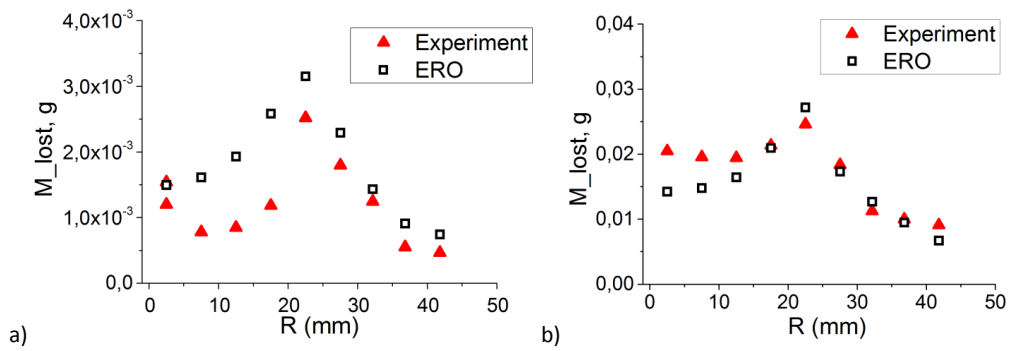 4,0x10⁻³
3,0x10⁻³
2,0x10⁻³
1,0x10⁻³
0,0
M_lost, g
Experiment
ERO
0 10 20 30 40 50
R (mm)
a)
0,04
0,03
0,02
0,01
0,00
M_lost, g
Experiment
ERO
0 10 20 30 40 50
R (mm)
b)